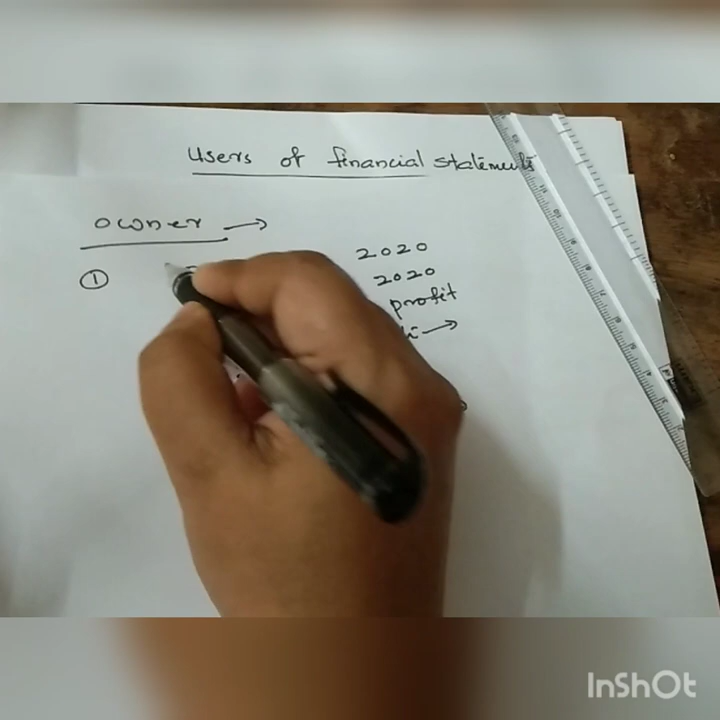 Users of financial statements
owner →
① 2020
2020
profit
→
InShOt